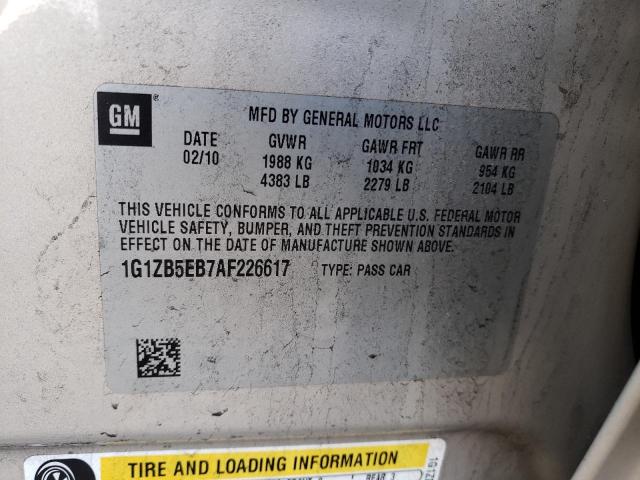 GM
®
MFD BY GENERAL MOTORS LLC
DATE GVWR GAWR FRT GAWR RR
02/10 1988 KG 1034 KG 954 KG
4383 LB 2279 LB 2104 LB
THIS VEHICLE CONFORMS TO ALL APPLICABLE U.S. FEDERAL MOTOR
VEHICLE SAFETY, BUMPER, AND THEFT PREVENTION STANDARDS IN
EFFECT ON THE DATE OF MANUFACTURE SHOWN ABOVE.
1G1ZB5EB7AF226617 TYPE: PASS CAR
TIRE AND LOADING INFORMATION
1G1Z